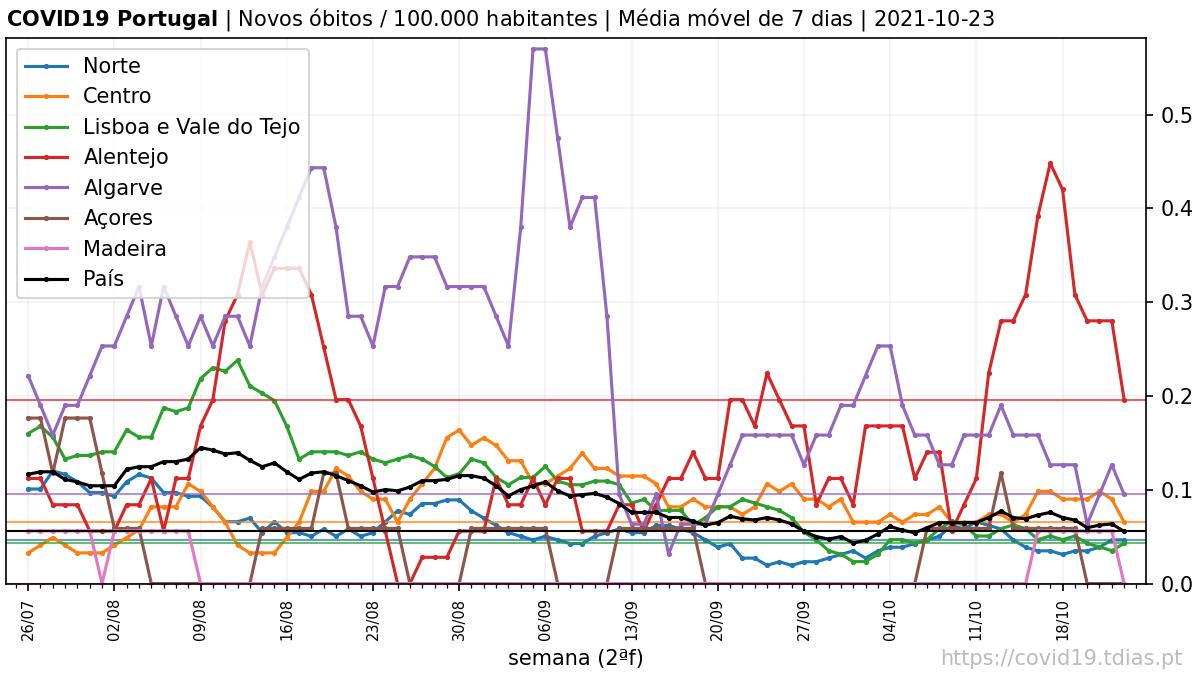 COVID19 Portugal | Novos óbitos / 100.000 habitantes | Média móvel de 7 dias | 2021-10-23
Norte
Centro
Lisboa e Vale do Tejo
Alentejo
Algarve
Açores
Madeira
País
0.5
0.4
0.3
0.2
0.1
0.0
26/07
02/08
09/08
16/08
23/08
30/08
06/09
13/09
20/09
27/09
04/10
11/10
18/10
semana (2ªf)
https://covid19.tdias.pt